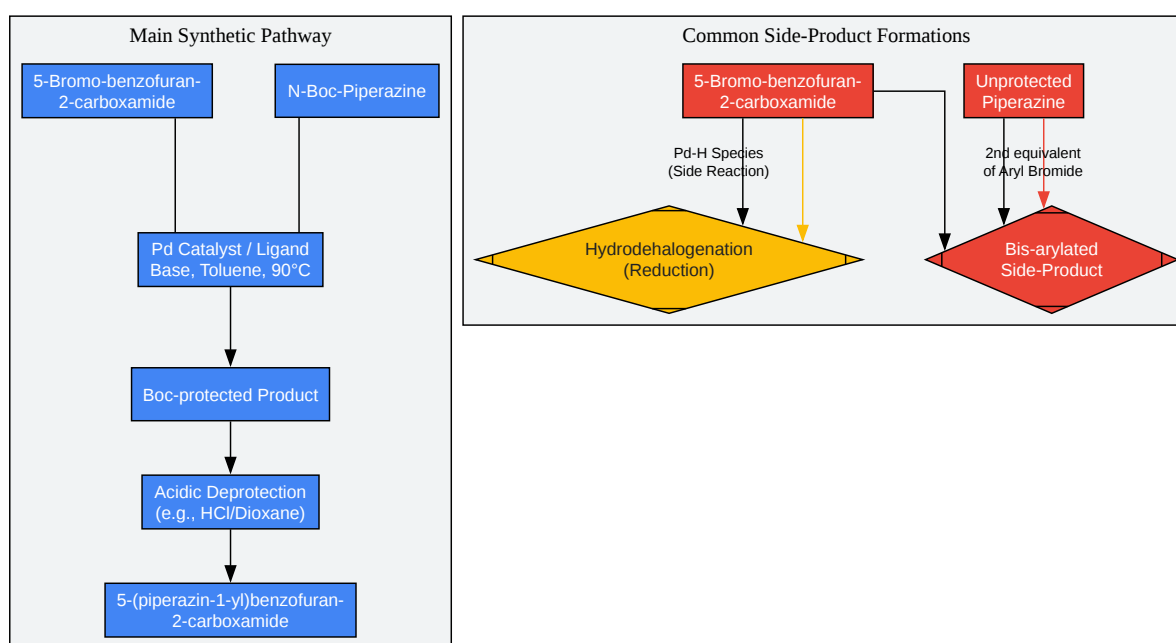 Main Synthetic Pathway
5-Bromo-benzofuran-
2-carboxamide
N-Boc-Piperazine
Pd Catalyst / Ligand
Base, Toluene, 90°C
Boc-protected Product
Acidic Deprotection
(e.g., HCl/Dioxane)
5-(piperazin-1-yl)benzofuran-
2-carboxamide
Common Side-Product Formations
5-Bromo-benzofuran-
2-carboxamide
Unprotected
Piperazine
Pd-H Species
(Side Reaction)
2nd equivalent
of Aryl Bromide
Hydrodehalogenation
(Reduction)
Bis-arylated
Side-Product